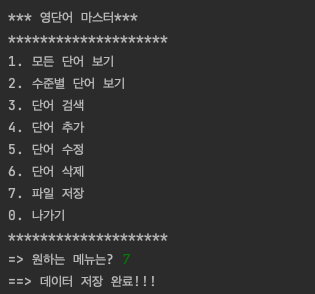 *** 영단어 마스터***
********************
1. 모든 단어 보기
2. 수준별 단어 보기
3. 단어 검색
4. 단어 추가
5. 단어 수정
6. 단어 삭제
7. 파일 저장
0. 나가기
********************
=> 원하는 메뉴는? 7
==> 데이터 저장 완료!!!